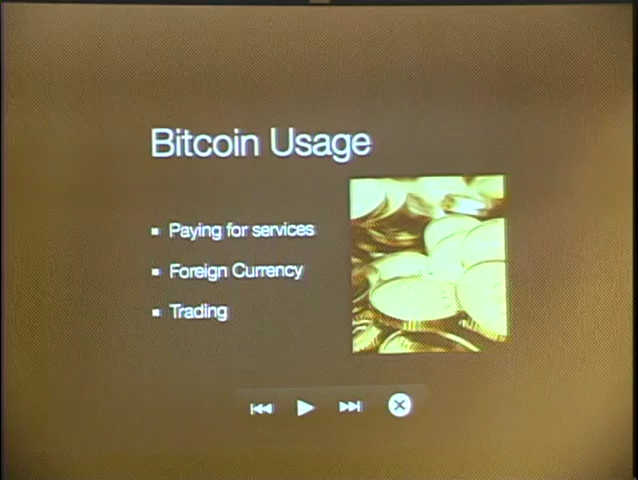 Bitcoin Usage
Paying for services
Foreign Currency
Trading